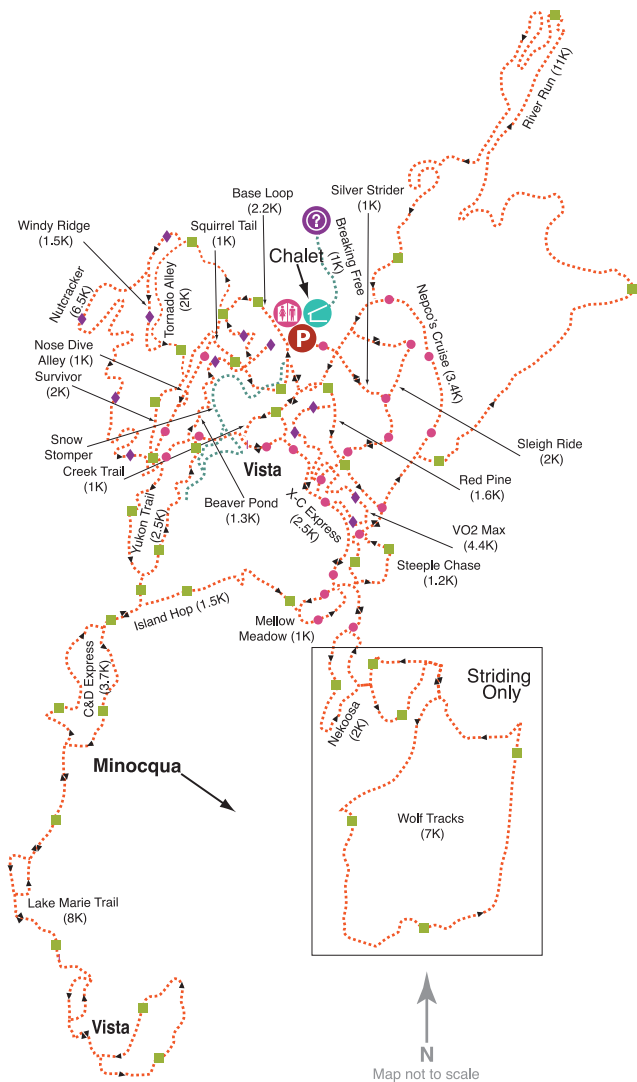 River Run (11K)
Base Loop
(2.2K)
Silver Strider
(1K)
Windy Ridge
(1.5K)
Squirrel Tail
(1K)
?
Breaking Free
(1K)
Chalet
Nutcracker
(6.5K)
Tornado Alley
(2K)
P
Nepco's Cruise (3.4K)
Nose Dive
Alley (1K)
Survivor
(2K)
Snow
Stomper
Creek Trail
(1K)
Vista
Sleigh Ride
(2K)
Red Pine
(1.6K)
Beaver Pond
(1.3K)
X-C Express
(2.5K)
Yukon Trail
(2.5K)
VO2 Max
(4.4K)
Steeple Chase
(1.2K)
Island Hop (1.5K)
Mellow
Meadow (1K)
C&D Express
(3.7K)
Nekoosa
(2K)
Striding
Only
Minocqua
Wolf Tracks
(7K)
Lake Marie Trail
(8K)
Vista
N
Map not to scale